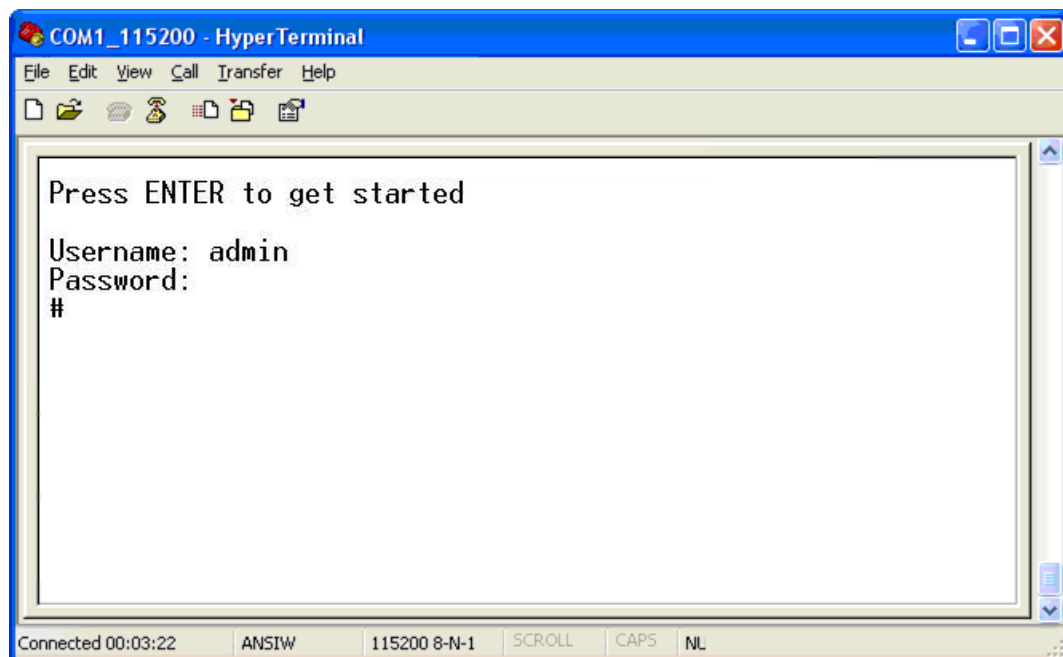 COM1_115200 - HyperTerminal
File Edit View Call Transfer Help
Press ENTER to get started
Username: admin
Password:
#
Connected 00:03:22 ANSIW 115200 8-N-1 SCROLL CAPS